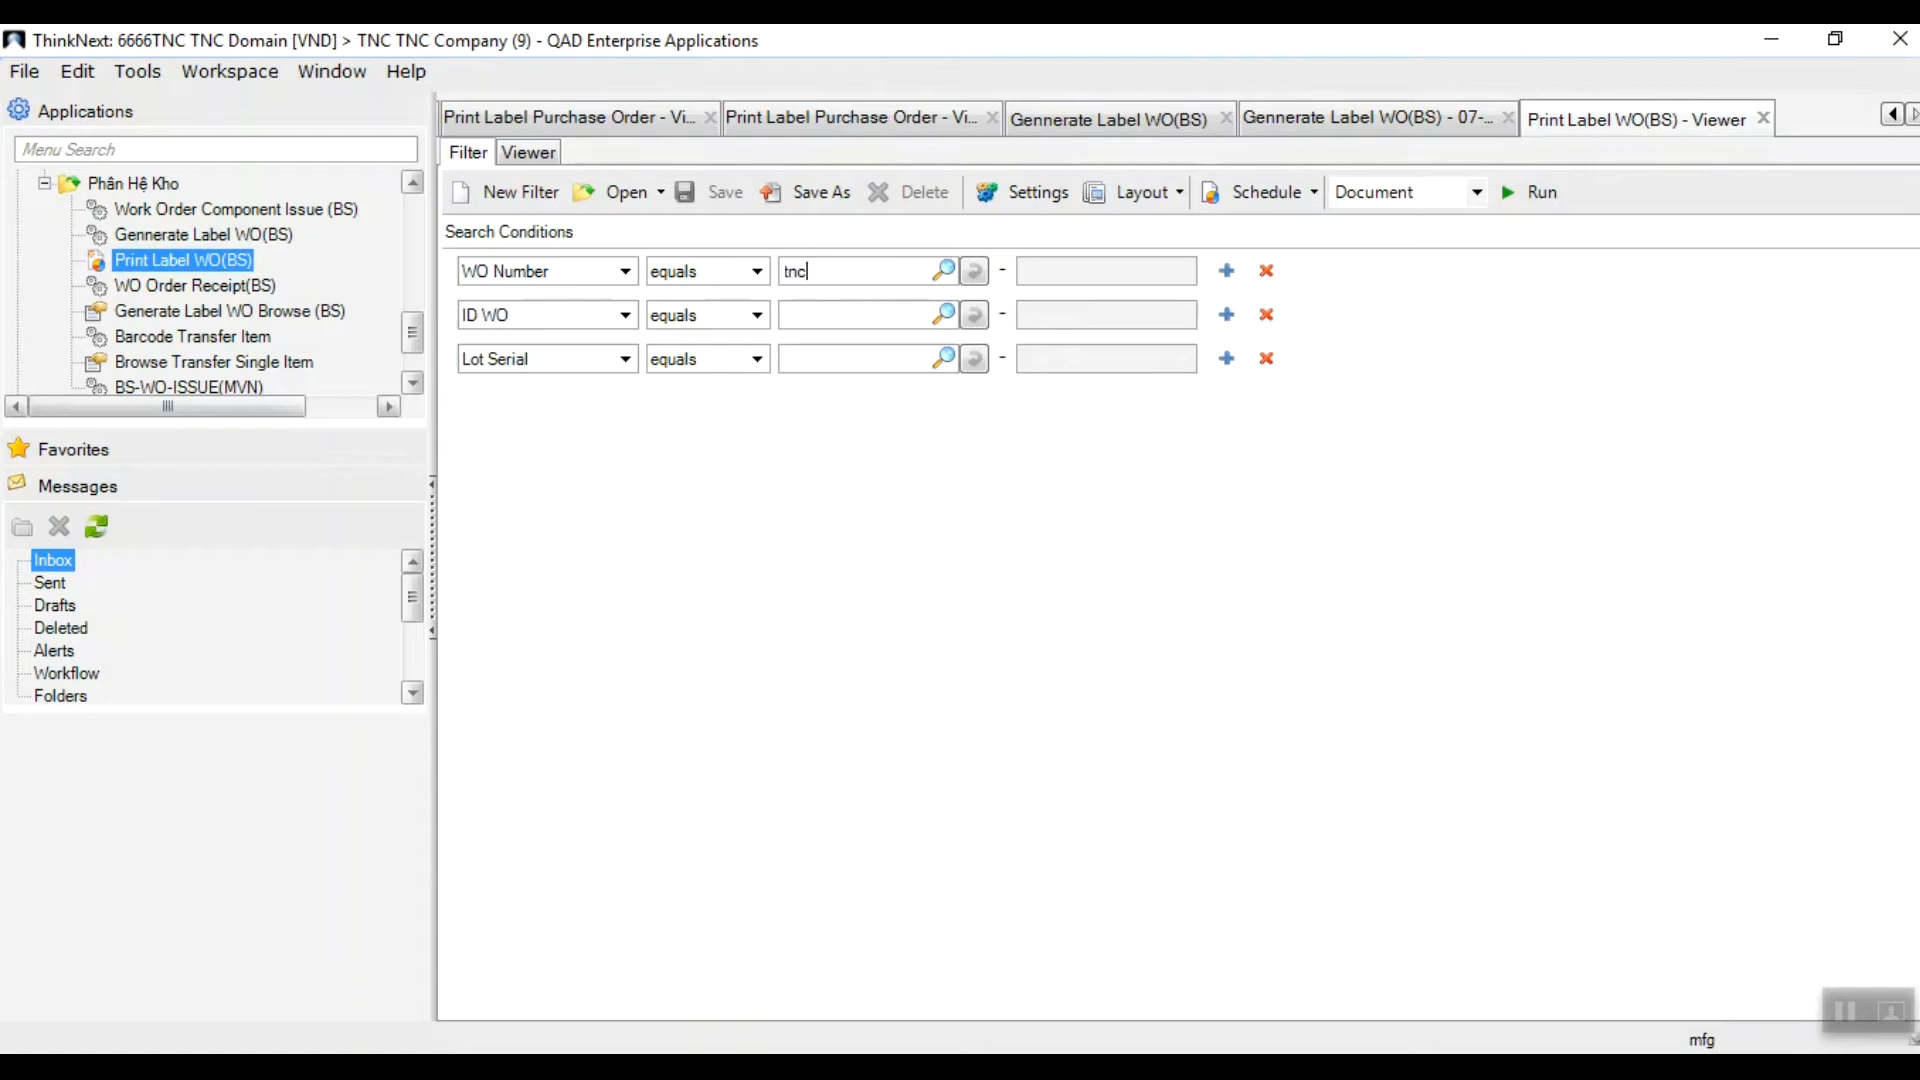 ThinkNext: 6666TNC TNC Domain [VND] > TNC TNC Company (9) - QAD Enterprise Applications
File Edit Tools Workspace Window Help
Applications
Menu Search
Phân Hệ Kho
Work Order Component Issue (BS)
Gennerate Label WO(BS)
Print Label WO(BS)
WO Order Receipt(BS)
Generate Label WO Browse (BS)
Barcode Transfer Item
Browse Transfer Single Item
BS-WO-ISSUE(MVN)
Favorites
Messages
Inbox
Sent
Drafts
Deleted
Alerts
Workflow
Folders
Print Label Purchase Order - Vi... Print Label Purchase Order - Vi... Gennerate Label WO(BS) Gennerate Label WO(BS) - 07-... Print Label WO(BS) - Viewer
Filter Viewer
New Filter Open Save Save As Delete Settings Layout Schedule Document Run
Search Conditions
WO Number equals tnc -
ID WO equals -
Lot Serial equals -
mfg